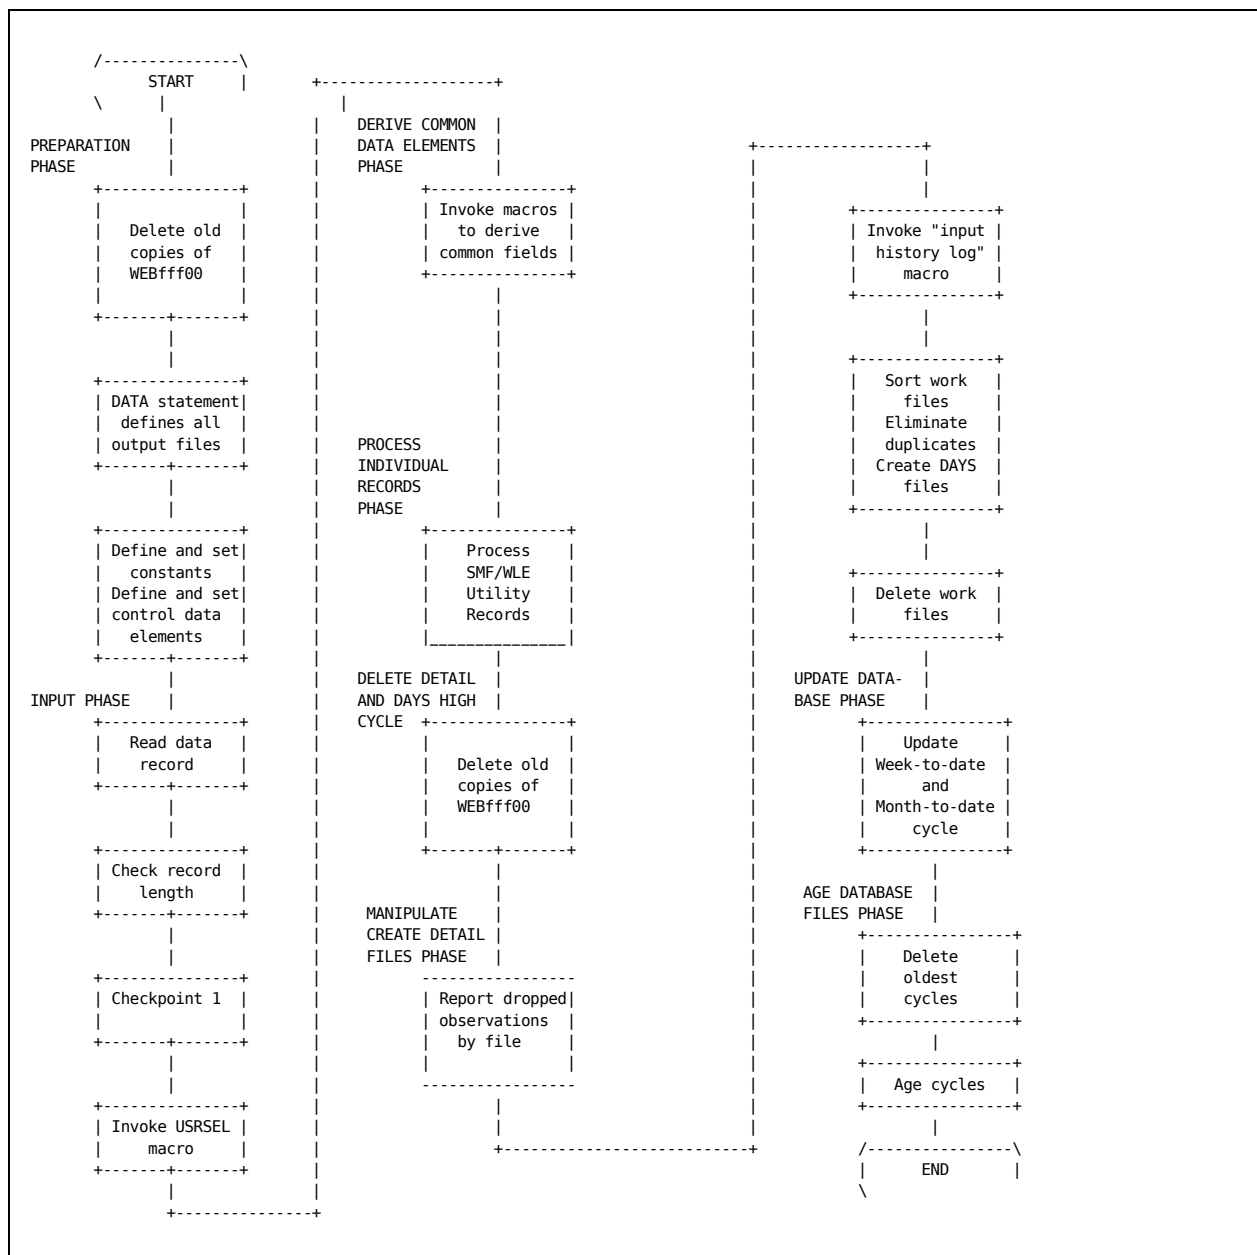 START
PREPARATION
PHASE
Delete old
copies of
WEBfff00
DATA statement
defines all
output files
Define and set
constants
Define and set
control data
elements
INPUT PHASE
Read data
record
Check record
length
Checkpoint 1
Invoke USRSEL
macro
DERIVE COMMON
DATA ELEMENTS
PHASE
Invoke macros
to derive
common fields
PROCESS
INDIVIDUAL
RECORDS
PHASE
Process
SMF/WLE
Utility
Records
DELETE DETAIL
AND DAYS HIGH
CYCLE
Delete old
copies of
WEBfff00
MANIPULATE
CREATE DETAIL
FILES PHASE
Report dropped
observations
by file
Invoke "input
history log"
macro
Sort work
files
Eliminate
duplicates
Create DAYS
files
Delete work
files
UPDATE DATA-
BASE PHASE
Update
Week-to-date
and
Month-to-date
cycle
AGE DATABASE
FILES PHASE
Delete
oldest
cycles
Age cycles
END